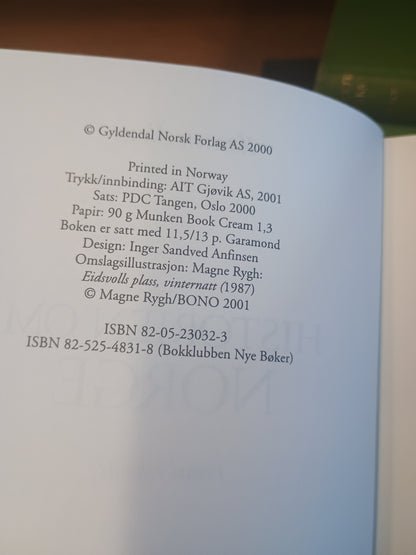 © Gyldendal Norsk Forlag AS 2000
Printed in Norway
Trykk/innbinding: AIT Gjøvik AS, 2001
Sats: PDC Tangen, Oslo 2000
Papir: 90 g Munken Book Cream 1,3
Boken er satt med 11,5/13 p. Garamond
Design: Inger Sandved Anfinsen
Omslagsillustrasjon: Magne Rygh:
Eidsvolls plass, vinternatt (1987)
© Magne Rygh/BONO 2001
ISBN 82-05-23032-3
ISBN 82-525-4831-8 (Bokklubben Nye Bøker)
HISTORIEN OM
NORGE